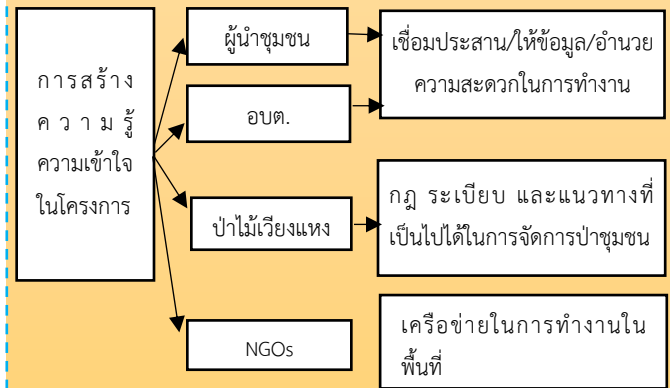 การสร้าง
ความรู้
ความเข้าใจ
ในโครงการ
ผู้นำชุมชน
เชื่อมประสาน/ให้ข้อมูล/อำนวย
ความสะดวกในการทำงาน
อบต.
ป่าไม้เวียงแหง
กฎ ระเบียบ และแนวทางที่
เป็นไปได้ในการจัดการป่าชุมชน
NGOs
เครือข่ายในการทำงานใน
พื้นที่